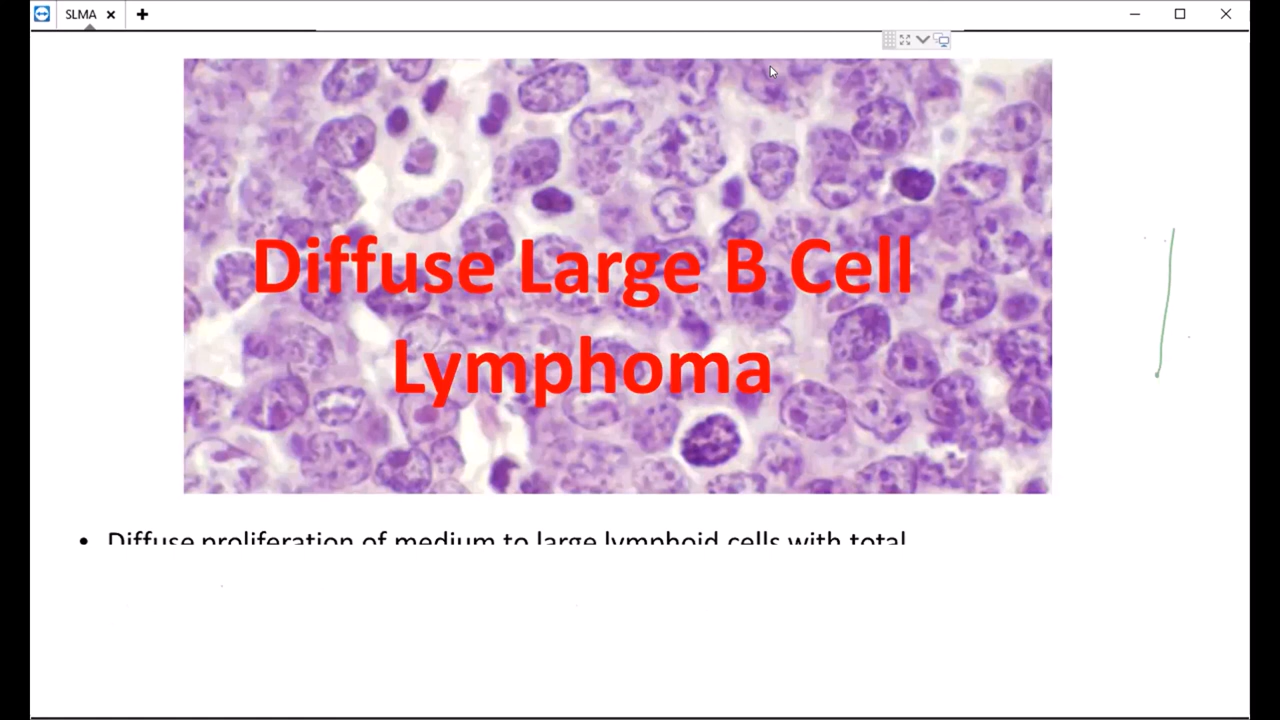 SLMA
Diffuse Large B Cell
Lymphoma
• Diffuse proliferation of medium to large lymphoid cells with total